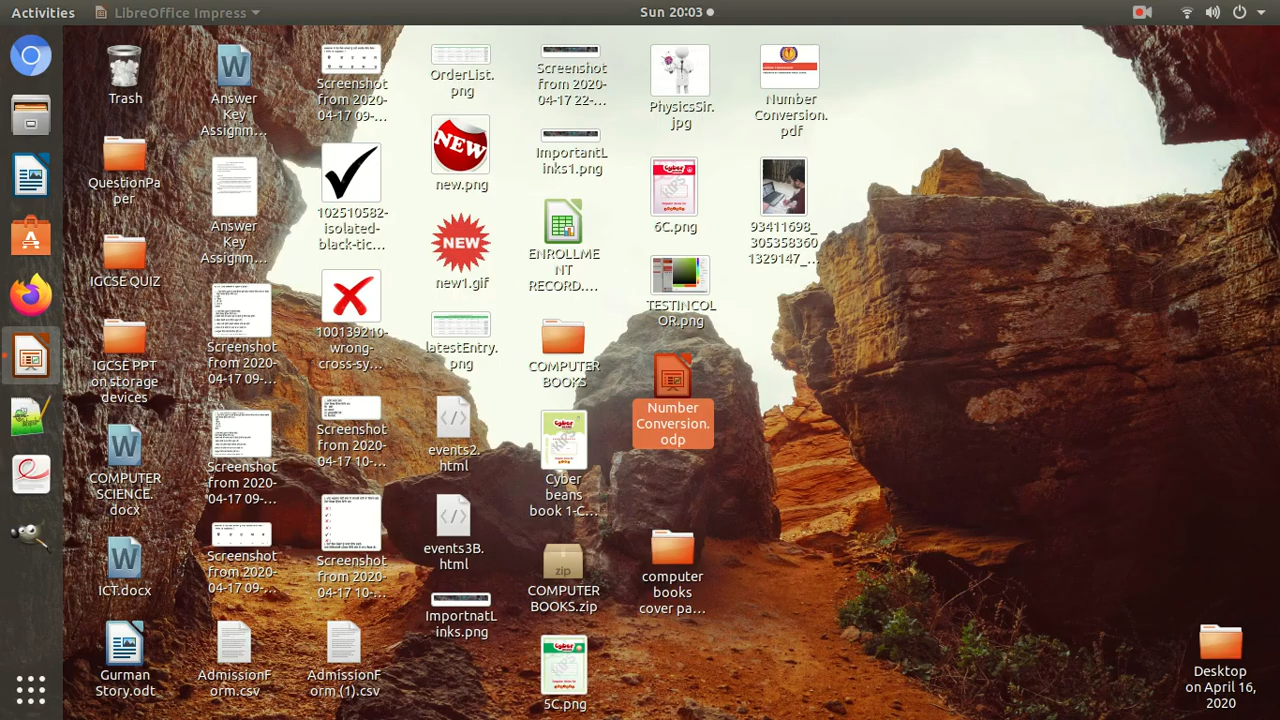 Activities
LibreOffice Impress
Sun 20:03
Trash
QuestionPa
per
IGCSE QUIZ
IGCSE PPT
on storage
devices
COMPUTER
SCIENCE.
docx
ICT.docx
Gurman
Story.odt
Answer
Key
Assignm…
Answer
Key
Assignm…
Screenshot
from 2020-
04-17 09-…
Screenshot
from 2020-
04-17 09-…
Screenshot
from 2020-
04-17 09-…
AdmissionF
orm.csv
Screenshot
from 2020-
04-17 09-…
102510582-
isolated-
black-tic…
100139210-
wrong-
cross-sy…
Screenshot
from 2020-
04-17 10-…
Screenshot
from 2020-
04-17 10-…
AdmissionF
orm (1).csv
OrderList.
png
NEW
new.png
NEW
new1.gif
latestEntry.
png
events2.
html
events3B.
html
ImportnatL
inks.png
Screenshot
from 2020-
04-17 22-…
ImportantL
inks1.png
ENROLLME
NT
RECORD.…
COMPUTER
BOOKS
Cyber
beans
book 1-C…
zip
COMPUTER
BOOKS.zip
5C.png
PhysicsSir.
jpg
6C.png
TESTINCOL
OR.png
Number
Conversion.
odp
computer
books
cover pa…
Number
Conversion.
pdf
93411698_
305358360
1329147_…
Desktop
on April 16,
2020